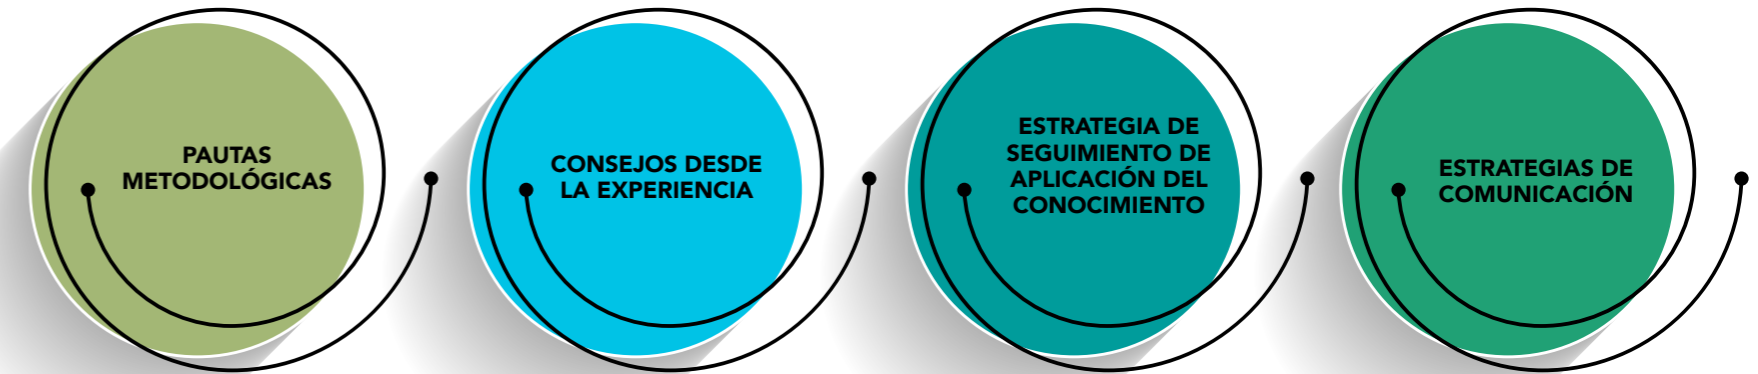 PAUTAS
METODOLÓGICAS
CONSEJOS DESDE
LA EXPERIENCIA
ESTRATEGIA DE
SEGUIMIENTO DE
APLICACIÓN DEL
CONOCIMIENTO
ESTRATEGIAS DE
COMUNICACIÓN